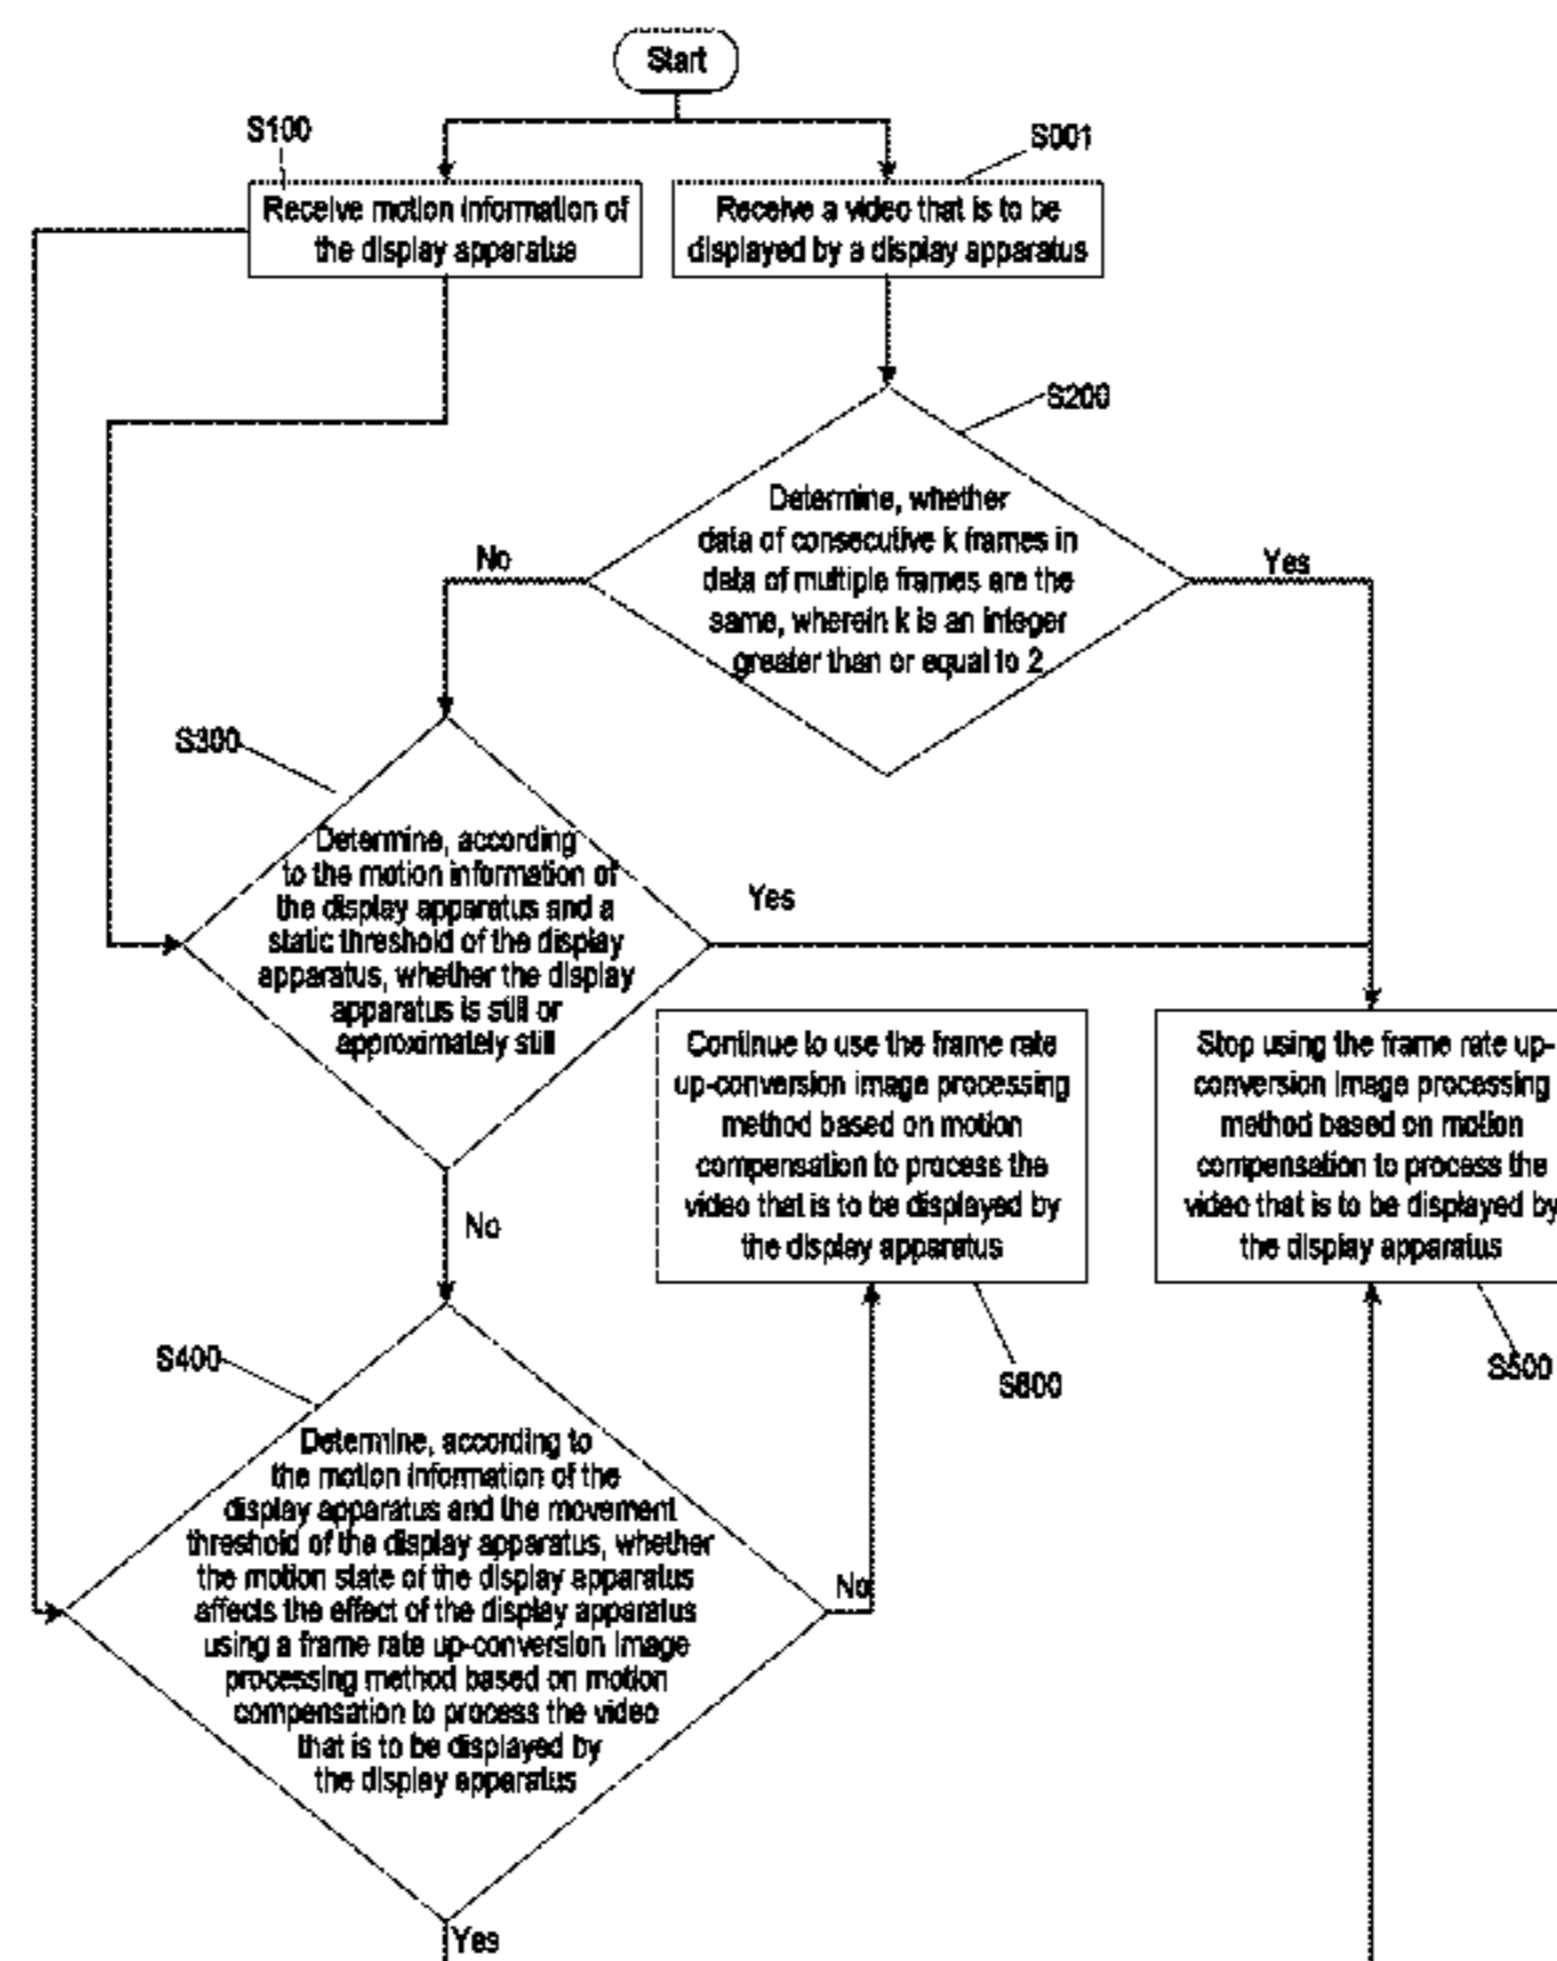 Start
S100
S001
Receive motion information of
the display apparatus
Receive a video that is to be
displayed by a display apparatus
S200
Determine, whether
data of consecutive k frames in
data of multiple frames are the
same, wherein k is an integer
greater than or equal to 2
No
Yes
S300
Determine, according
to the motion information of
the display apparatus and a
static threshold of the display
apparatus, whether the display
apparatus is still or
approximately still
Yes
No
Continue to use the frame rate
up-conversion image processing
method based on motion
compensation to process the
video that is to be displayed by
the display apparatus
Stop using the frame rate up-
conversion image processing
method based on motion
compensation to process the
video that is to be displayed by
the display apparatus
S600
S500
S400
Determine, according to
the motion information of the
display apparatus and the movement
threshold of the display apparatus, whether
the motion state of the display apparatus
affects the effect of the display apparatus
using a frame rate up-conversion image
processing method based on motion
compensation to process the video
that is to be displayed by
the display apparatus
No
Yes